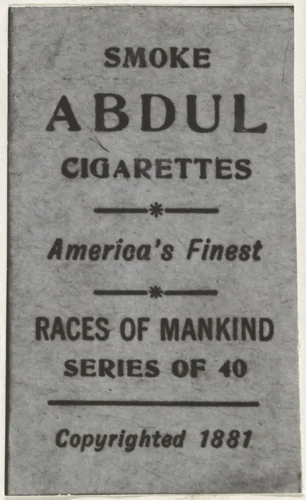 SMOKE
ABDUL
CIGARETTES
America's Finest
RACES OF MANKIND
SERIES OF 40
Copyrighted 1881